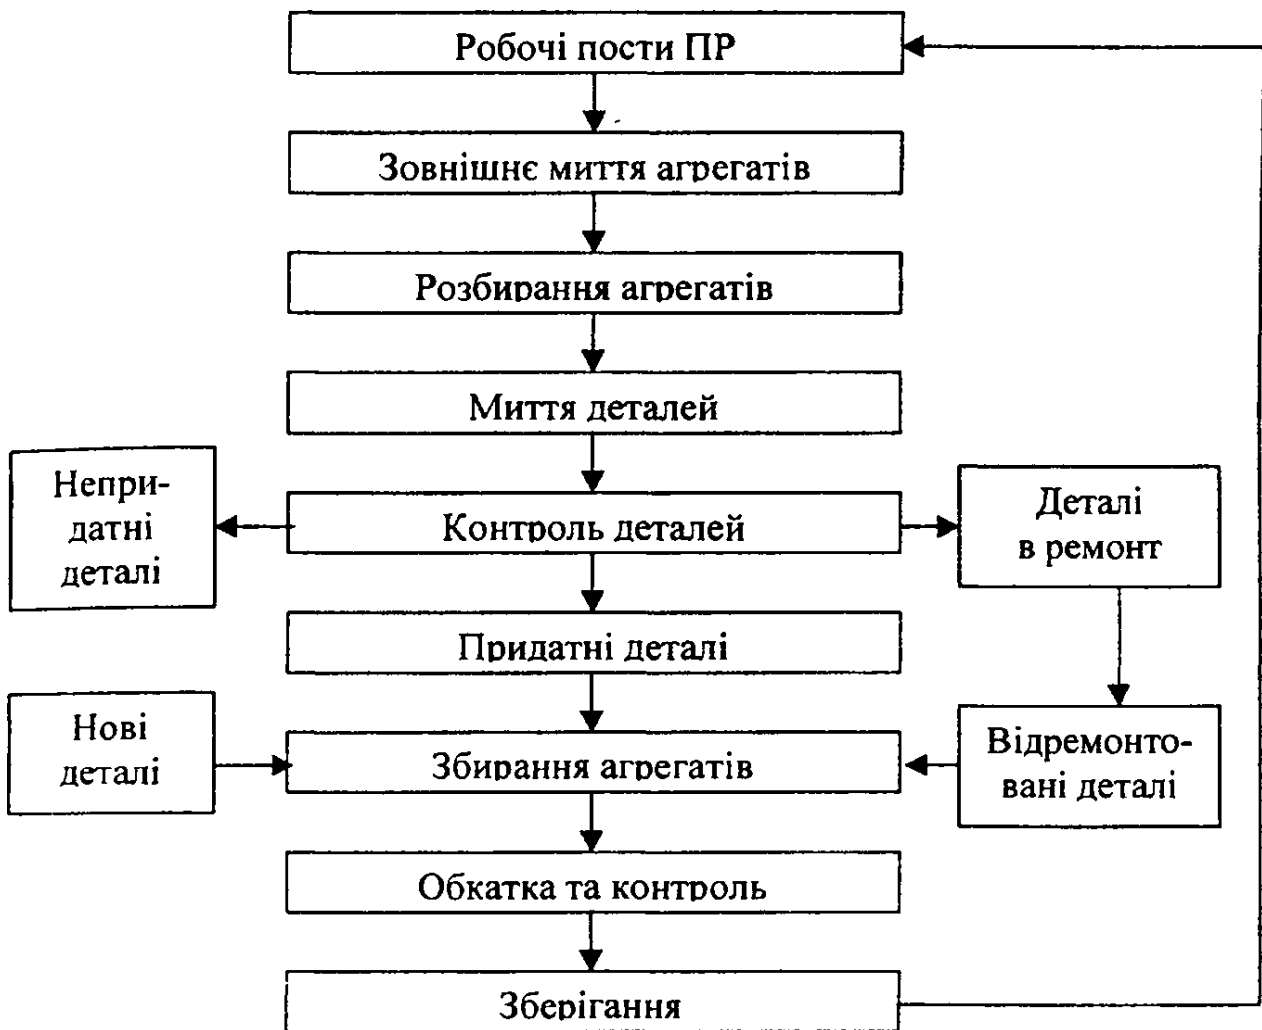 Робочі пости ПР
Зовнішнє миття агрегатів
Розбирання агрегатів
Миття деталей
Непри-
датні
деталі
Контроль деталей
Деталі
в ремонт
Придатні деталі
Нові
деталі
Збирання агрегатів
Відремонто-
вані деталі
Обкатка та контроль
Зберігання